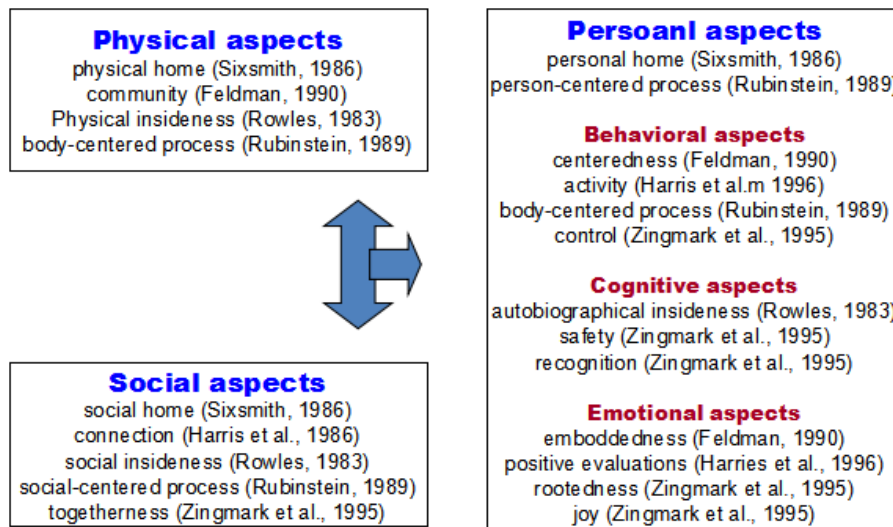 Physical aspects
physical home (Sixsmith, 1986)
community (Feldman, 1990)
Physical insideness (Rowles, 1983)
body-centered process (Rubinstein, 1989)
Social aspects
social home (Sixsmith, 1986)
connection (Harris et al., 1986)
social insideness (Rowles, 1983)
social-centered process (Rubinstein, 1989)
togetherness (Zingmark et al., 1995)
Persoanl aspects
personal home (Sixsmith, 1986)
person-centered process (Rubinstein, 1989)
Behavioral aspects
centeredness (Feldman, 1990)
activity (Harris et al.m 1996)
body-centered process (Rubinstein, 1989)
control (Zingmark et al., 1995)
Cognitive aspects
autobiographical insideness (Rowles, 1983)
safety (Zingmark et al., 1995)
recognition (Zingmark et al., 1995)
Emotional aspects
emboddedness (Feldman, 1990)
positive evaluations (Harries et al., 1996)
rootedness (Zingmark et al., 1995)
joy (Zingmark et al., 1995)